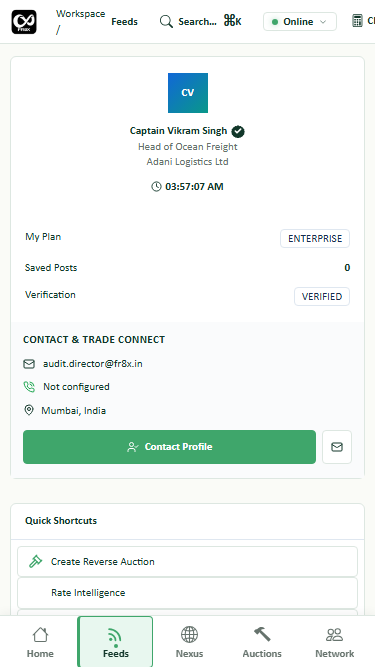 Fr8X
Workspace
/
Feeds
Search...
⌘K
Online
CV
Captain Vikram Singh
Head of Ocean Freight
Adani Logistics Ltd
03:57:07 AM
My Plan
ENTERPRISE
Saved Posts
0
Verification
VERIFIED
CONTACT & TRADE CONNECT
audit.director@fr8x.in
Not configured
Mumbai, India
Contact Profile
Quick Shortcuts
Create Reverse Auction
Rate Intelligence
Home
Feeds
Nexus
Auctions
Network